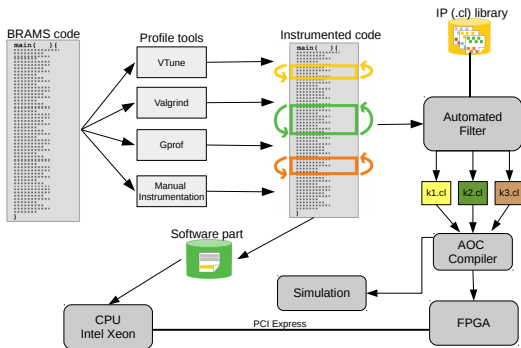 IP (.cl) library
BRAMS code
Profile tools
Instrumented code
main( ){
main( ){
VTune
Valgrind
Gprof
Manual
Instrumentation
}
}
Automated
Filter
k1.cl
k2.cl
k3.cl
Software part
AOC
Compiler
Simulation
CPU
Intel Xeon
PCI Express
FPGA